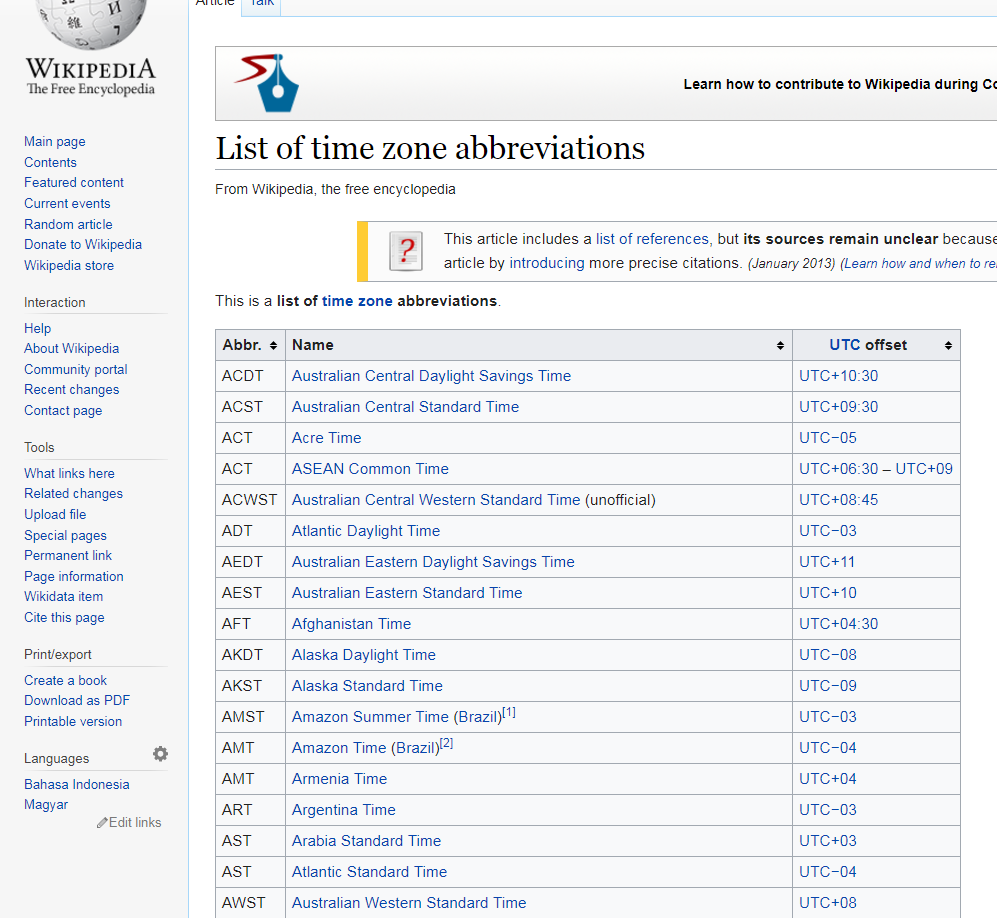 Article Talk
WIKIPEDIA
The Free Encyclopedia
Main page
Contents
Featured content
Current events
Random article
Donate to Wikipedia
Wikipedia store
Interaction
Help
About Wikipedia
Community portal
Recent changes
Contact page
Tools
What links here
Related changes
Upload file
Special pages
Permanent link
Page information
Wikidata item
Cite this page
Print/export
Create a book
Download as PDF
Printable version
Languages
Bahasa Indonesia
Magyar
Edit links
Learn how to contribute to Wikipedia during Co
List of time zone abbreviations
From Wikipedia, the free encyclopedia
This article includes a list of references, but its sources remain unclear because
article by introducing more precise citations. (January 2013) (Learn how and when to re
This is a list of time zone abbreviations.
Abbr. Name UTC offset
ACDT Australian Central Daylight Savings Time UTC+10:30
ACST Australian Central Standard Time UTC+09:30
ACT Acre Time UTC−05
ACT ASEAN Common Time UTC+06:30 – UTC+09
ACWST Australian Central Western Standard Time (unofficial) UTC+08:45
ADT Atlantic Daylight Time UTC−03
AEDT Australian Eastern Daylight Savings Time UTC+11
AEST Australian Eastern Standard Time UTC+10
AFT Afghanistan Time UTC+04:30
AKDT Alaska Daylight Time UTC−08
AKST Alaska Standard Time UTC−09
AMST Amazon Summer Time (Brazil)[1] UTC−03
AMT Amazon Time (Brazil)[2] UTC−04
AMT Armenia Time UTC+04
ART Argentina Time UTC−03
AST Arabia Standard Time UTC+03
AST Atlantic Standard Time UTC−04
AWST Australian Western Standard Time UTC+08